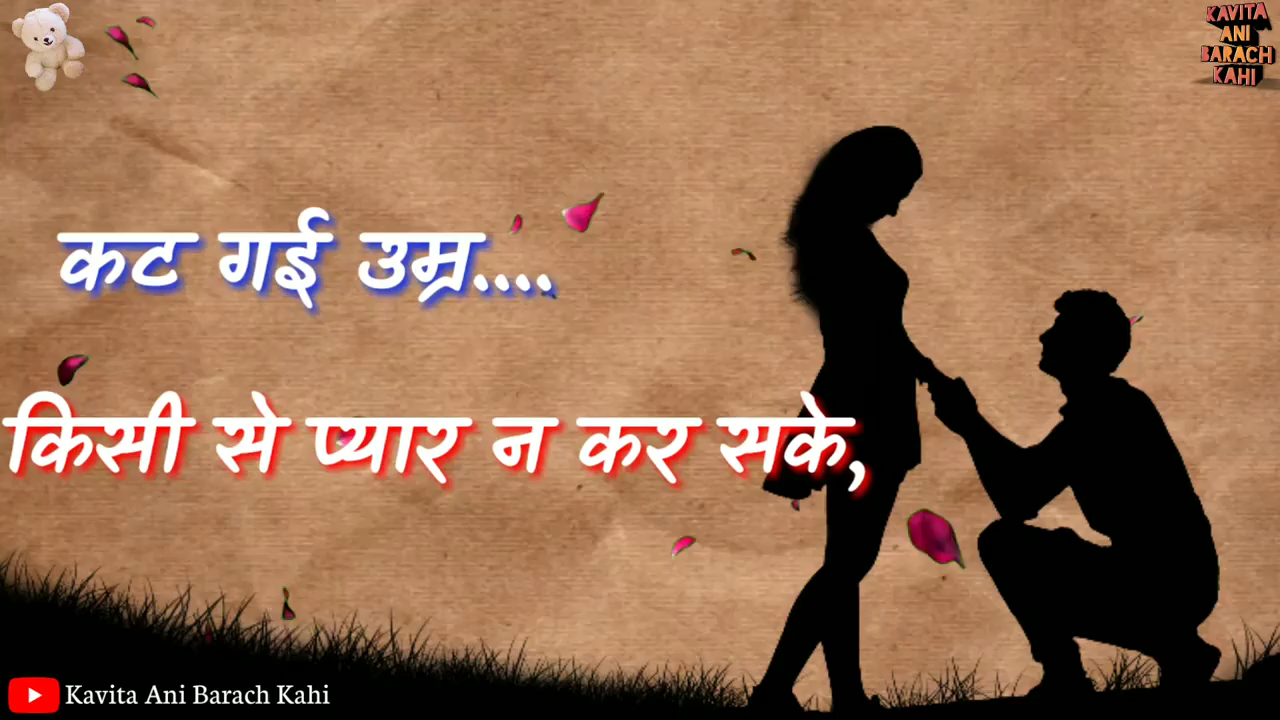 KAVITA
ANI
BARACH
KAHI
कट गई उम्र....
किसी से प्यार न कर सके,
Kavita Ani Barach Kahi